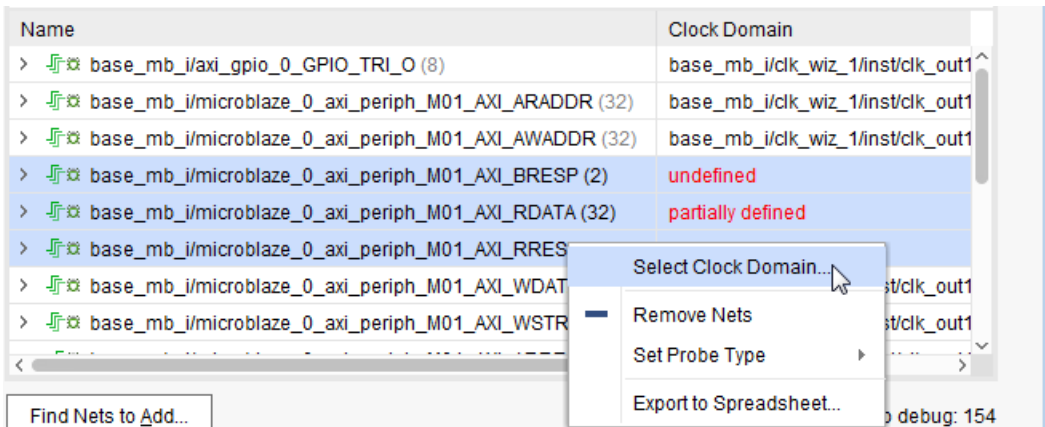 Name Clock Domain
base_mb_i/axi_gpio_0_GPIO_TRI_O (8) base_mb_i/clk_wiz_1/inst/clk_out1
base_mb_i/microblaze_0_axi_periph_M01_AXI_ARADDR (32) base_mb_i/clk_wiz_1/inst/clk_out1
base_mb_i/microblaze_0_axi_periph_M01_AXI_AWADDR (32) base_mb_i/clk_wiz_1/inst/clk_out1
base_mb_i/microblaze_0_axi_periph_M01_AXI_BRESP (2) undefined
base_mb_i/microblaze_0_axi_periph_M01_AXI_RDATA (32) partially defined
base_mb_i/microblaze_0_axi_periph_M01_AXI_RRES
Select Clock Domain...
base_mb_i/microblaze_0_axi_periph_M01_AXI_WDAT st/clk_out1
Remove Nets
base_mb_i/microblaze_0_axi_periph_M01_AXI_WSTR st/clk_out1
Set Probe Type
Export to Spreadsheet...
Find Nets to Add... o debug: 154